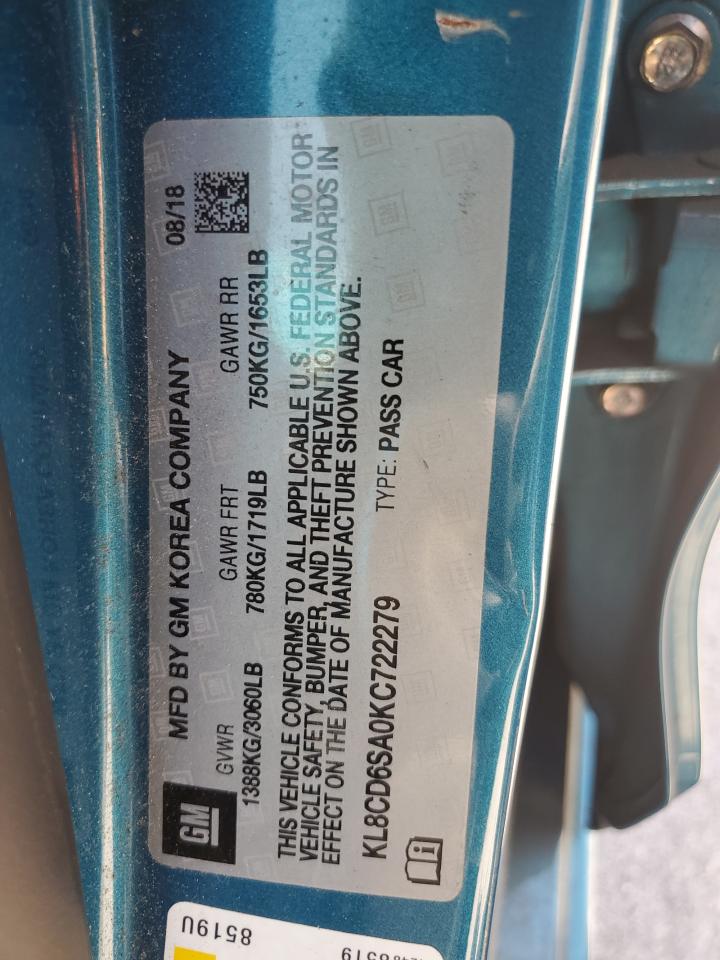 GM
MFD BY GM KOREA COMPANY 08/18
GVWR GAWR FRT GAWR RR
1388KG/3060LB 780KG/1719LB 750KG/1653LB
THIS VEHICLE CONFORMS TO ALL APPLICABLE U.S. FEDERAL MOTOR
VEHICLE SAFETY, BUMPER, AND THEFT PREVENTION STANDARDS IN
EFFECT ON THE DATE OF MANUFACTURE SHOWN ABOVE.
KL8CD6SA0KC722279 TYPE: PASS CAR
8519U